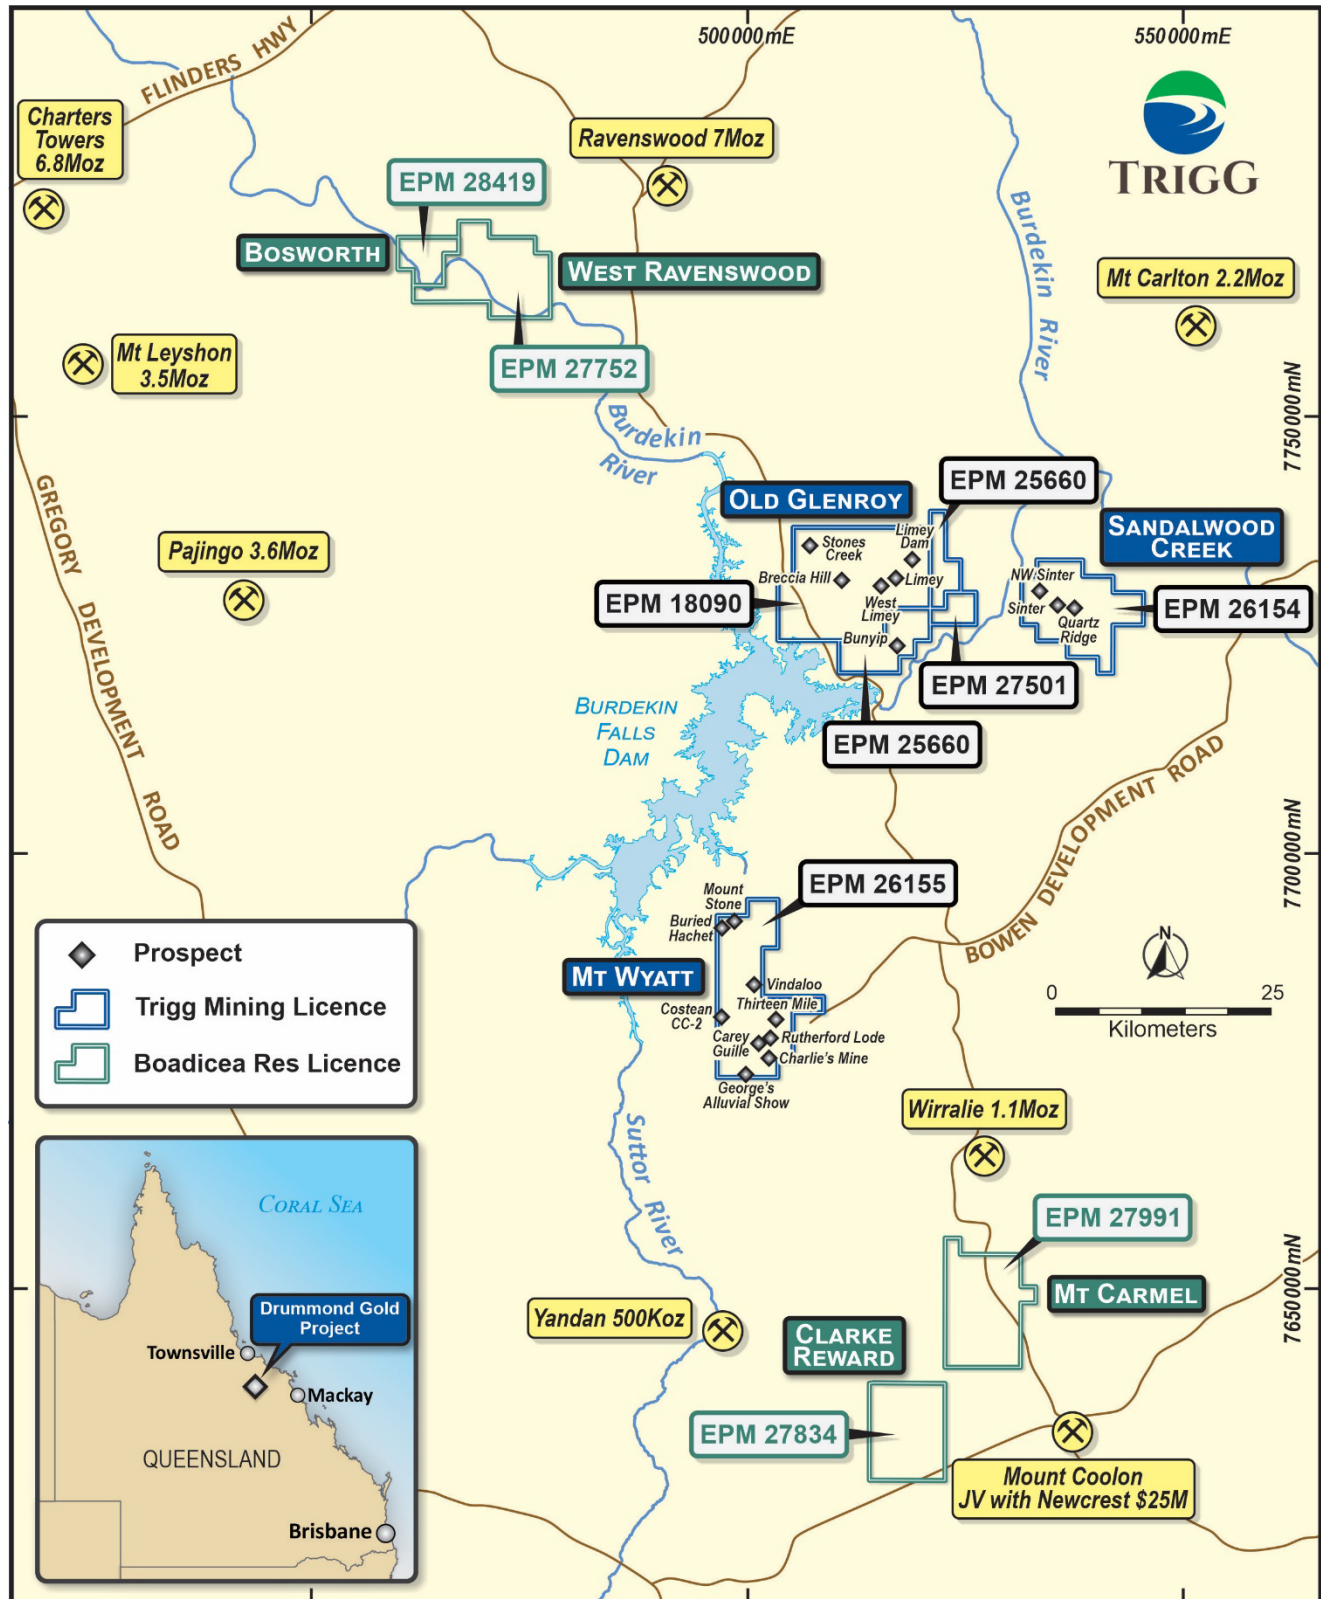 500000mE
550000mE
FLINDERS HWY
TRIGG
Charters
Towers
6.8Moz
Ravenswood 7Moz
EPM 28419
BOSWORTH
WEST RAVENSWOOD
Burdekin River
Mt Carlton 2.2Moz
Mt Leyshon
3.5Moz
EPM 27752
7750000mN
Burdekin
River
GREGORY DEVELOPMENT ROAD
Pajingo 3.6Moz
OLD GLENROY
EPM 25660
SANDALWOOD
CREEK
Stones
Creek
Limey
Dam
Breccia Hill
Limey
West
Limey
Bunyip
NW Sinter
Sinter
Quartz
Ridge
EPM 18090
EPM 26154
EPM 27501
EPM 25660
BURDEKIN
FALLS
DAM
BOWEN DEVELOPMENT ROAD
7700000mN
EPM 26155
Mount
Stone
Buried
Hachet
MT WYATT
Vindaloo
Thirteen Mile
Costean
CC-2
Carey
Guille
Rutherford Lode
Charlie's Mine
George's
Alluvial Show
N
0
25
Kilometers
Prospect
Trigg Mining Licence
Boadicea Res Licence
Suttor River
Wirralie 1.1Moz
EPM 27991
MT CARMEL
7650000mN
Yandan 500Koz
CLARKE
REWARD
EPM 27834
Mount Coolon
JV with Newcrest $25M
CORAL SEA
Drummond Gold
Project
Townsville
Mackay
QUEENSLAND
Brisbane